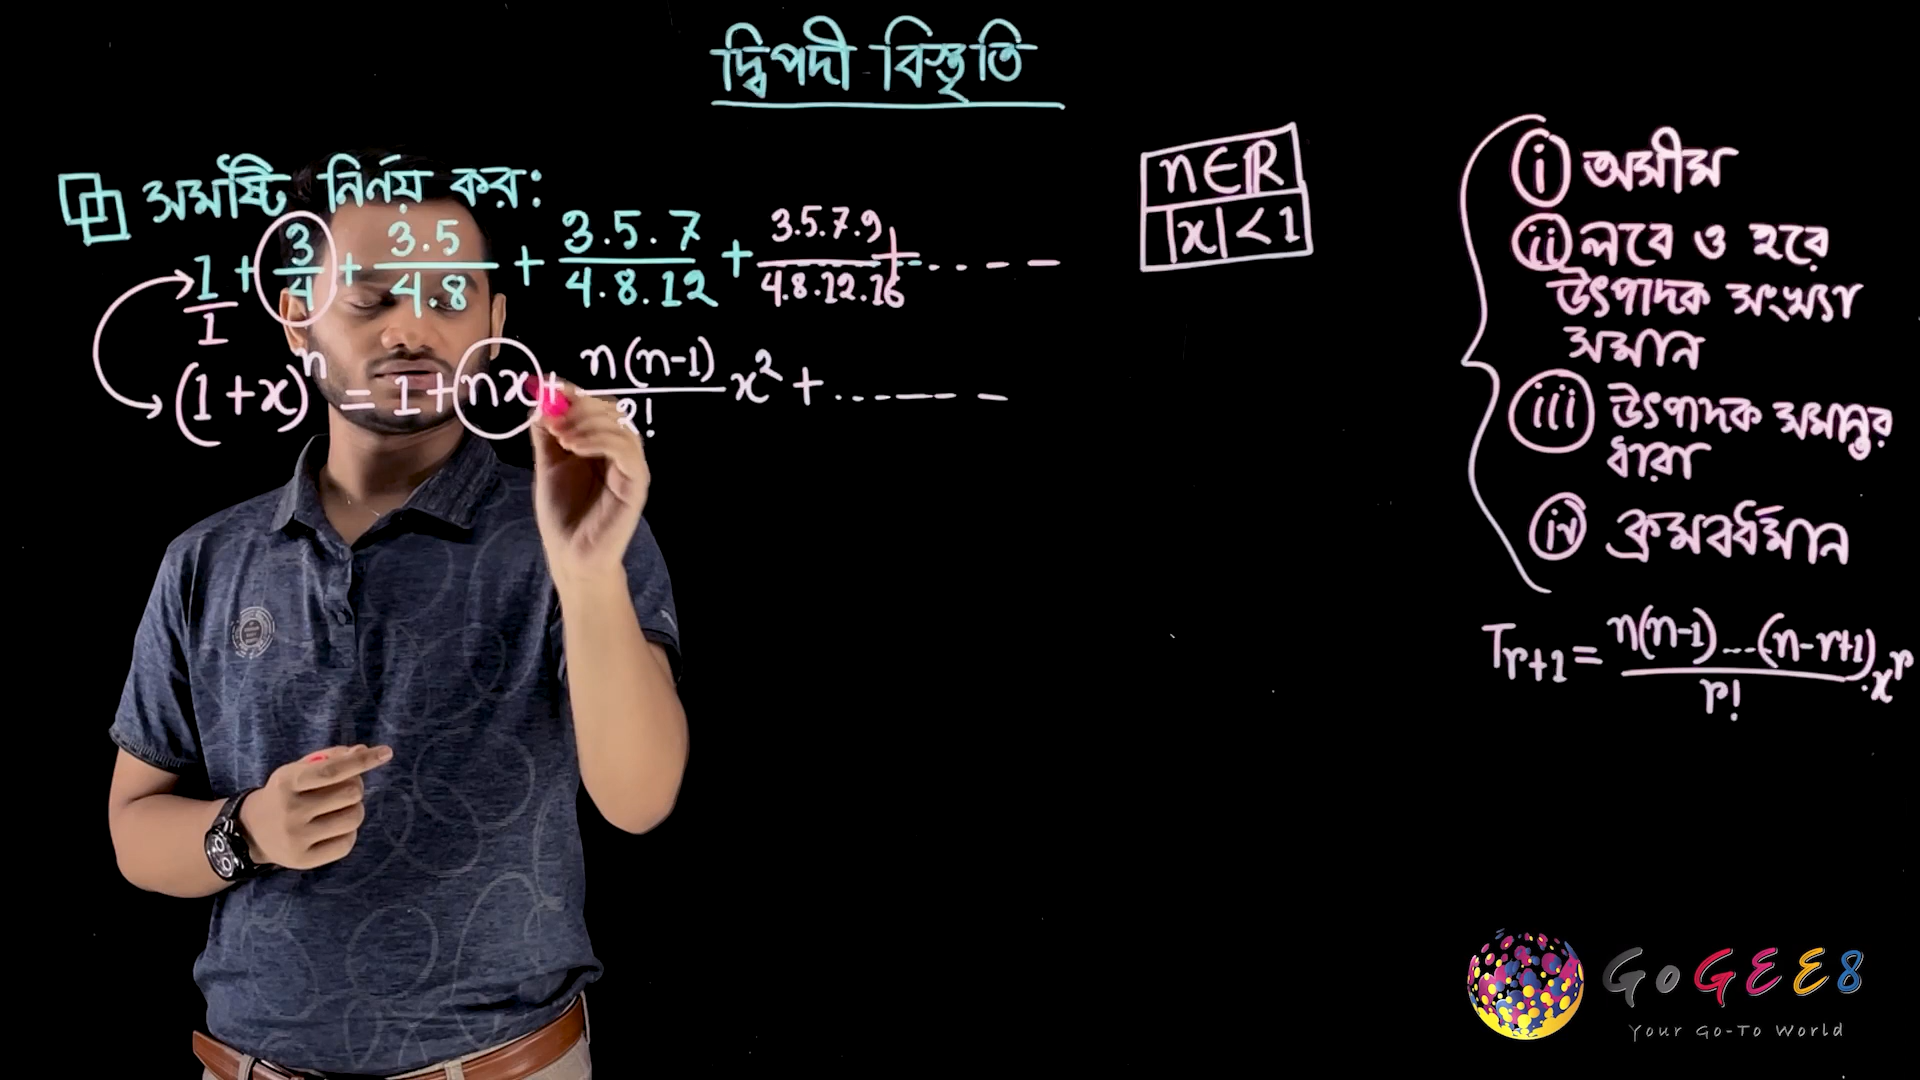 দ্বিপদী বিস্তৃতি
সমষ্টি নির্ণয় কর:
1/1 + 3/4 + 3.5/4.8 + 3.5.7/4.8.12 + 3.5.7.9/4.8.12.16 + ......
(1+x)^n = 1 + nx + n(n-1)/2! x^2 + ......
n∈ℝ
|x| < 1
(i) অসীম
(ii) লবে ও হরে
উৎপাদক সংখ্যা
সমান
(iii) উৎপাদক সমান্তর
ধারা
(iv) ক্রমবর্ধমান
T_{r+1} = n(n-1)...(n-r+1)/r! . x^r
GoGEE8
Your Go-To World